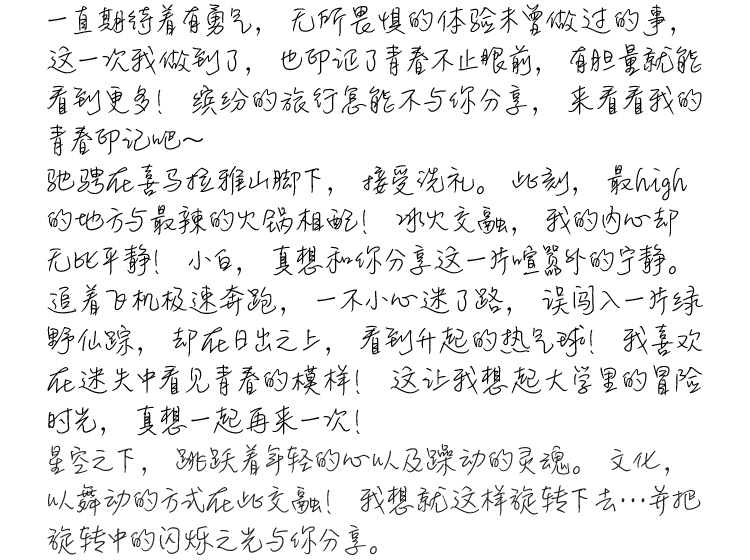 一直期待着有勇气，无所畏惧的体验未曾做过的事，
这一次我做到了，也印证了青春不止眼前，有胆量就能
看到更多！缤纷的旅行怎能不与你分享，来看看我的
青春印记吧～
驰骋在喜马拉雅山脚下，接受洗礼。此刻，最high
的地方与最辣的火锅相配！冰火交融，我的内心却
无比平静！小白，真想和你分享这一片喧嚣外的宁静。
追着飞机极速奔跑，一不小心迷了路，误闯入一片绿
野仙踪，却在日出之上，看到升起的热气球！我喜欢
在迷失中看见青春的模样！这让我想起大学里的冒险
时光，真想一起再来一次！
星空之下，跳跃着年轻的心以及躁动的灵魂。文化，
以舞动的方式在此交融！我想就这样旋转下去…并把
旋转中的闪烁之光与你分享。